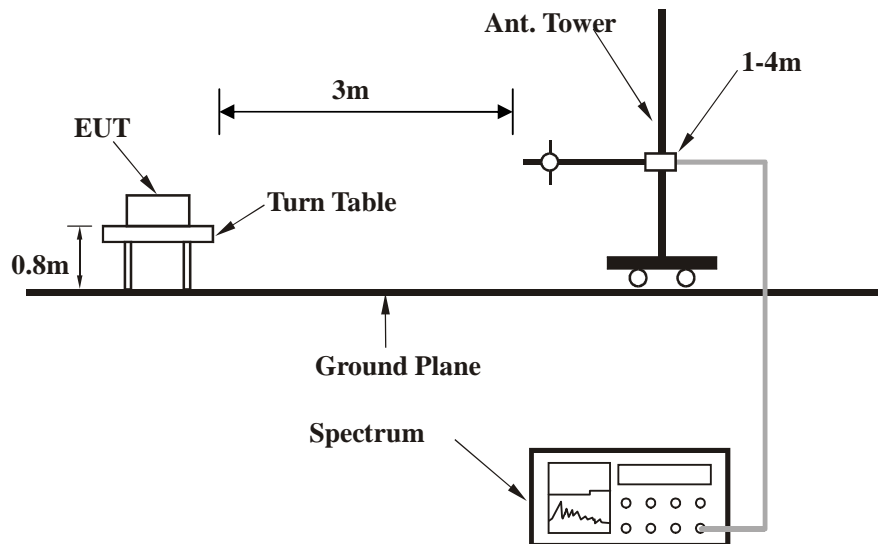 Ant. Tower
1-4m
3m
EUT
Turn Table
0.8m
Ground Plane
Spectrum